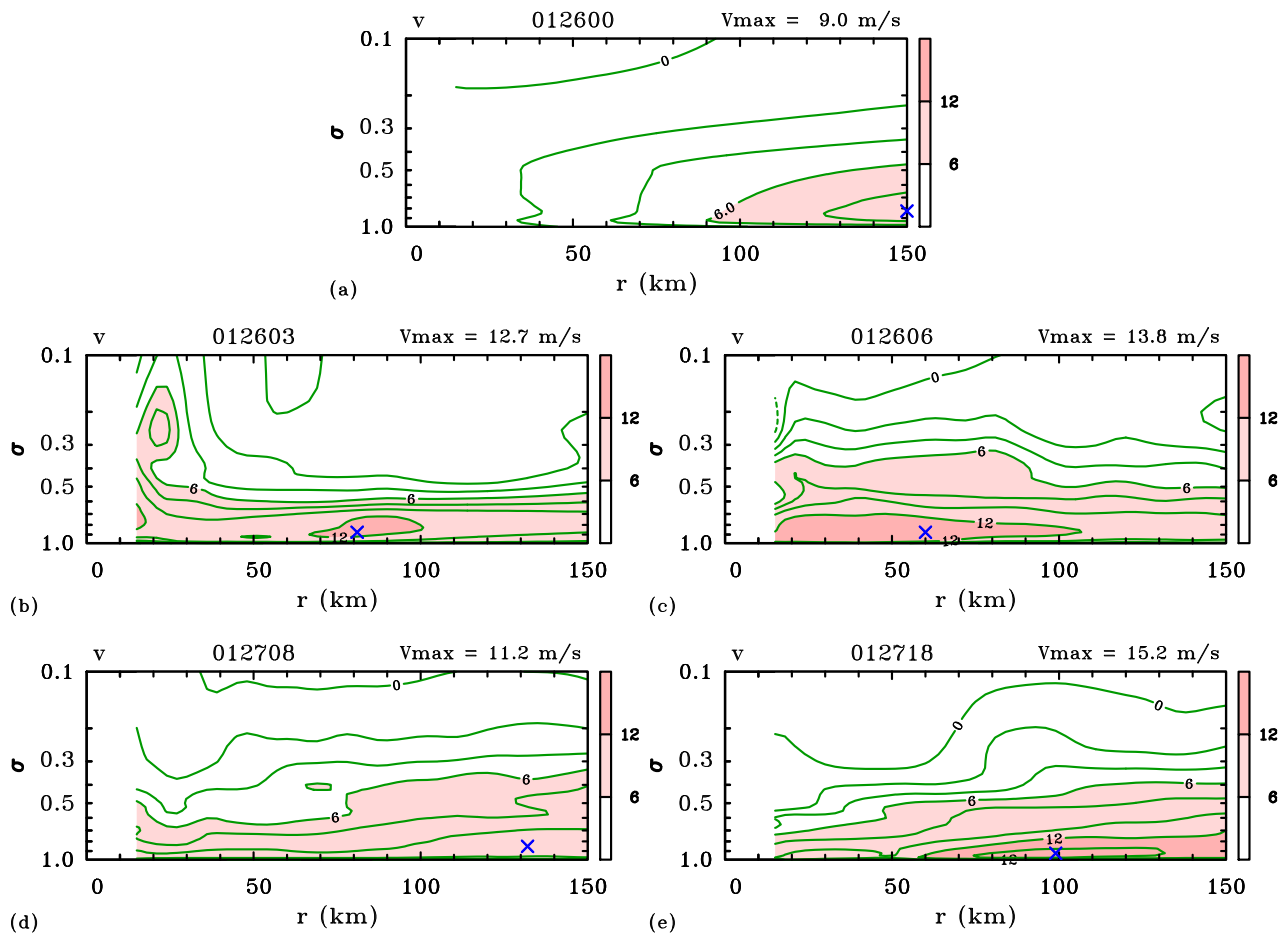 v 012600 Vmax = 9.0 m/s
0.1
0
12
0.3
σ
0.5
6
6.0
1.0
0 50 100 150
r (km)
(a)
v 012603 Vmax = 12.7 m/s
0.1
12
0.3
σ
6
0.5
6
6
12
1.0
0 50 100 150
r (km)
(b)
v 012606 Vmax = 13.8 m/s
0.1
0
12
0.3
σ
6
0.5
6
6
12
12
1.0
0 50 100 150
r (km)
(c)
v 012708 Vmax = 11.2 m/s
0.1
0
12
0.3
σ
6
0.5
6
6
1.0
0 50 100 150
r (km)
(d)
v 012718 Vmax = 15.2 m/s
0.1
0
0
12
0.3
σ
6
0.5
6
6
12
12
1.0
0 50 100 150
r (km)
(e)